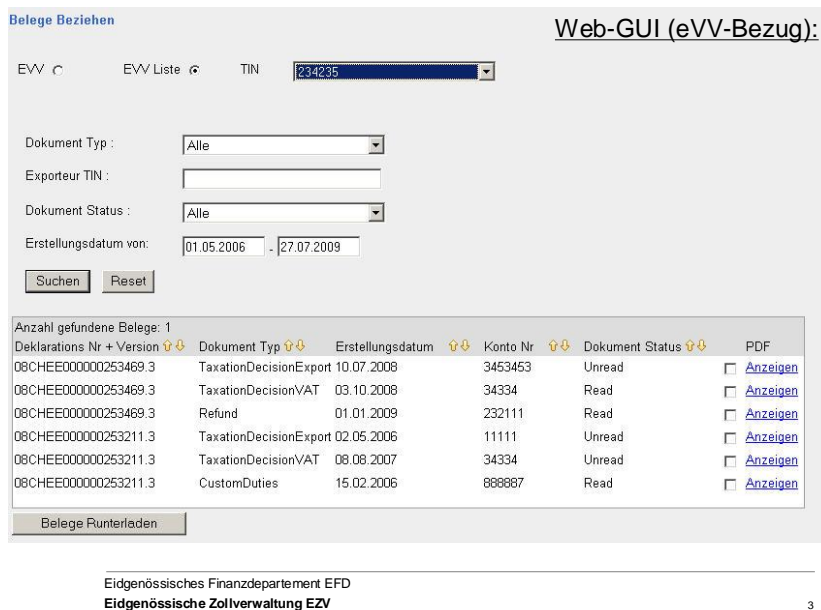 Belege Beziehen
Web-GUI (eVV-Bezug):
EVV EVV Liste TIN 234235
Dokument Typ : Alle
Exporteur TIN :
Dokument Status : Alle
Erstellungsdatum von: 01.05.2006 - 27.07.2009
Suchen Reset
Anzahl gefundene Belege: 1
Deklarations Nr + Version Dokument Typ Erstellungsdatum Konto Nr Dokument Status PDF
08CHEE000000253469.3 TaxationDecisionExport 10.07.2008 3453453 Unread Anzeigen
08CHEE000000253469.3 TaxationDecisionVAT 03.10.2008 34334 Read Anzeigen
08CHEE000000253469.3 Refund 01.01.2009 232111 Read Anzeigen
08CHEE000000253211.3 TaxationDecisionExport 02.05.2006 11111 Unread Anzeigen
08CHEE000000253211.3 TaxationDecisionVAT 08.08.2007 34334 Unread Anzeigen
08CHEE000000253211.3 CustomDuties 15.02.2006 888887 Read Anzeigen
Belege Runterladen
Eidgenössisches Finanzdepartement EFD
Eidgenössische Zollverwaltung EZV
3